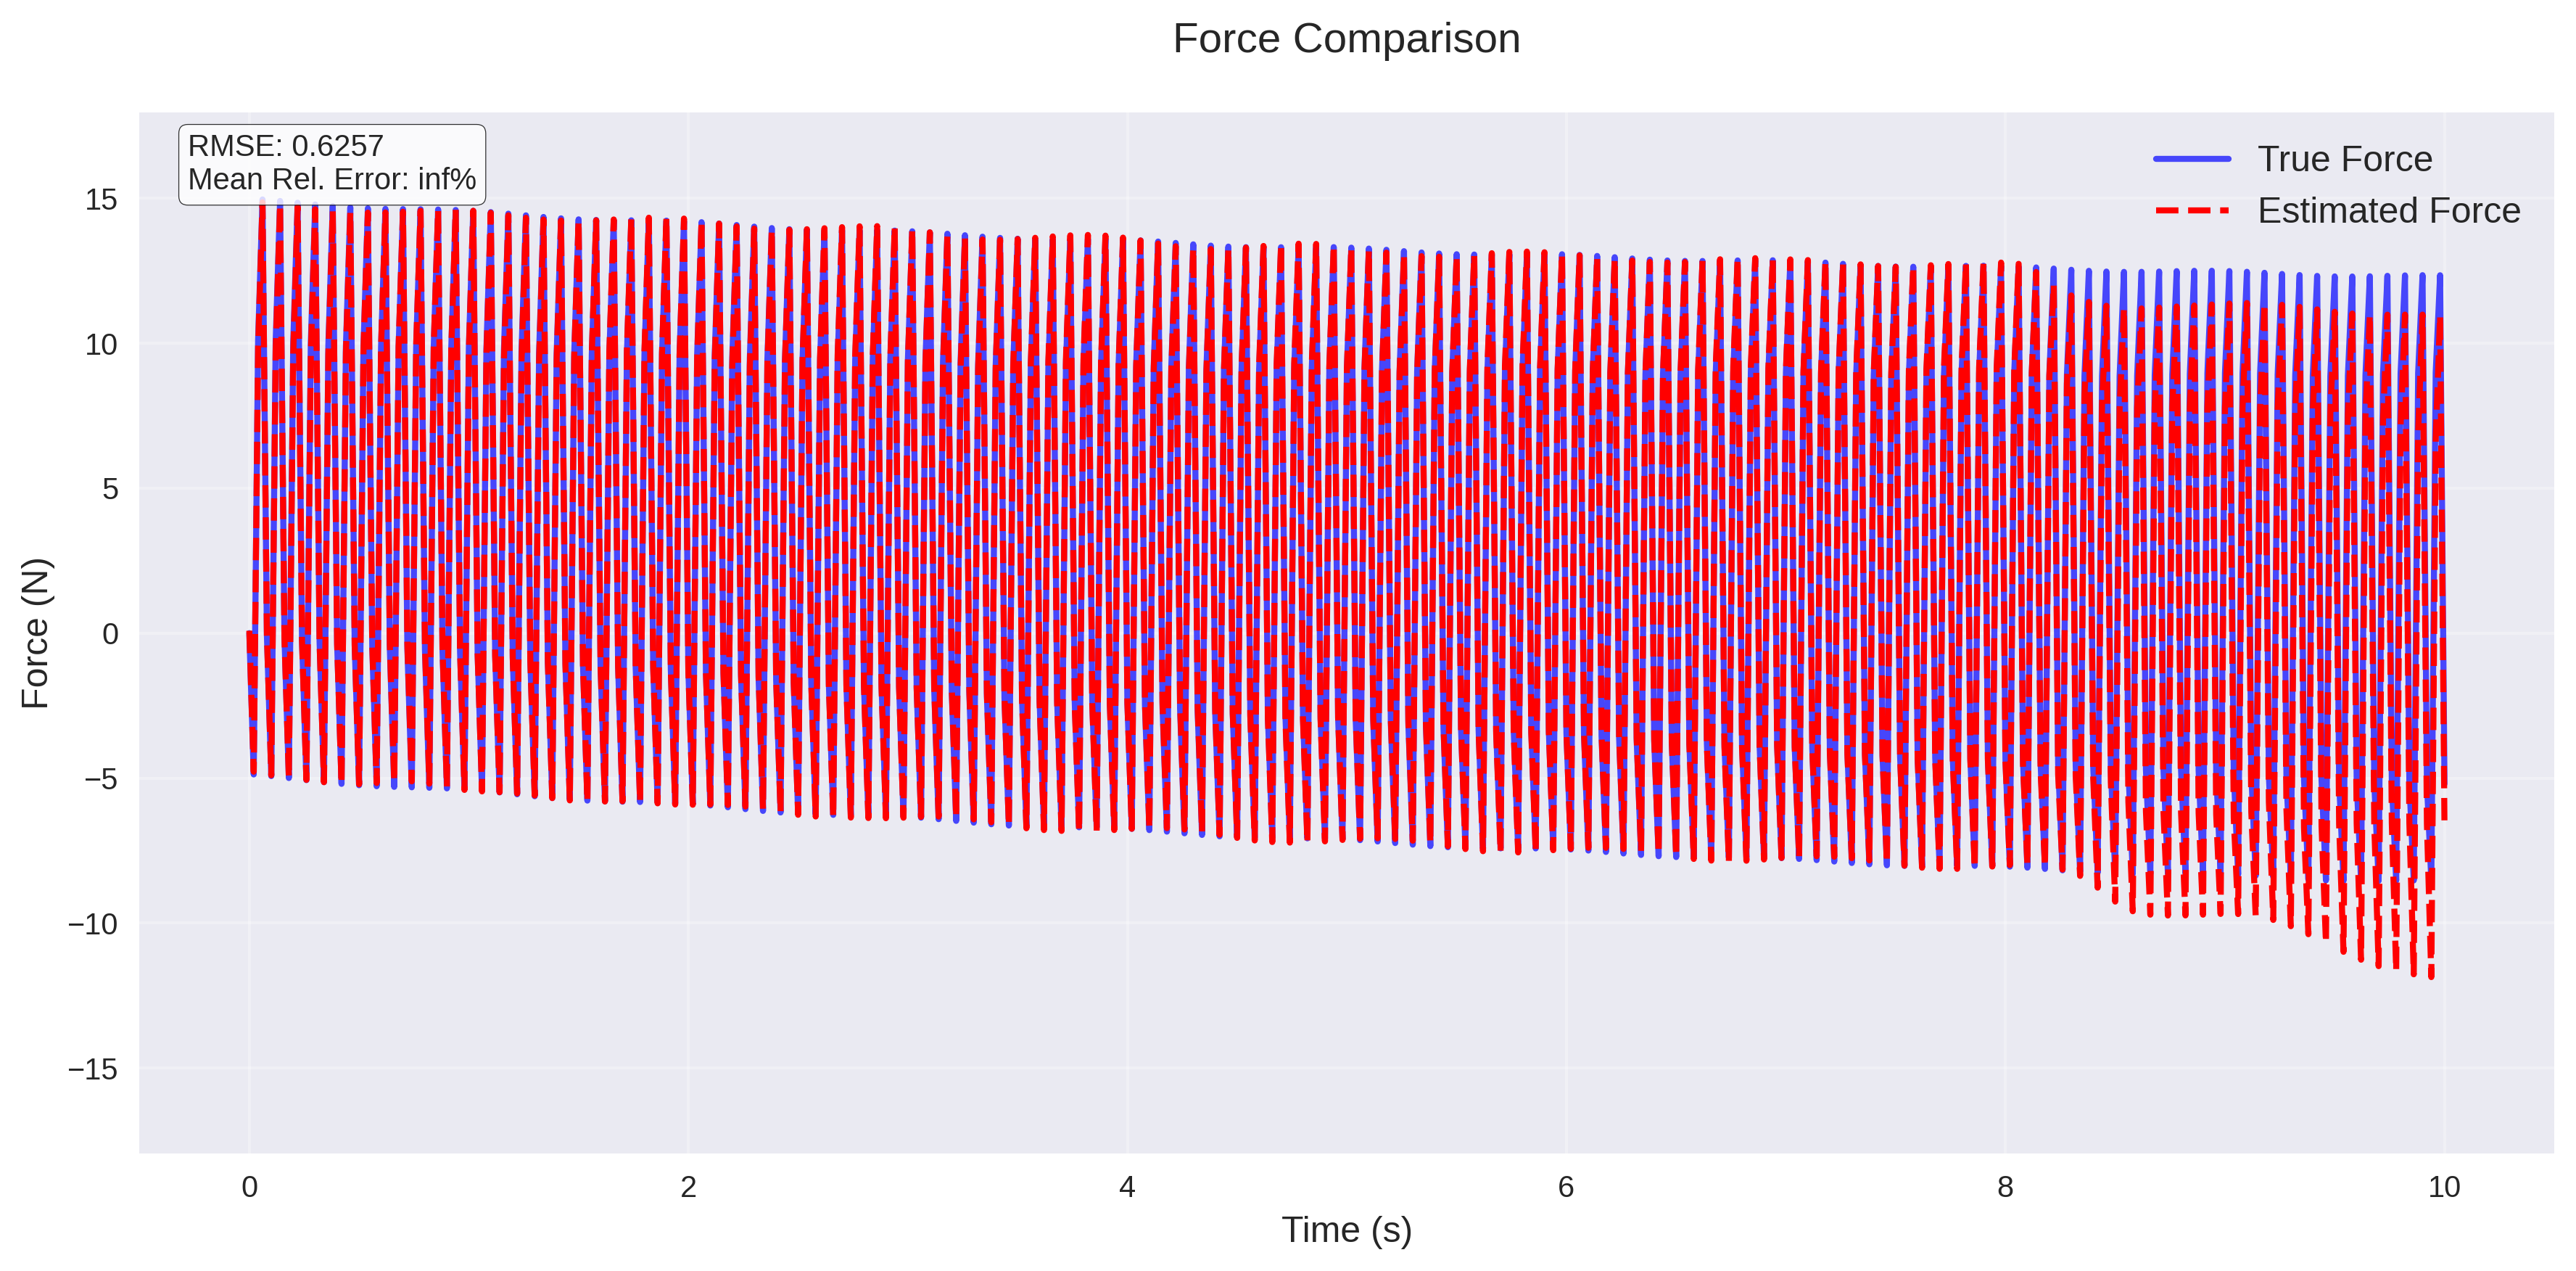 Force Comparison
RMSE: 0.6257
Mean Rel. Error: inf%
True Force
Estimated Force
15
10
5
0
−5
−10
−15
Force (N)
0
2
4
6
8
10
Time (s)